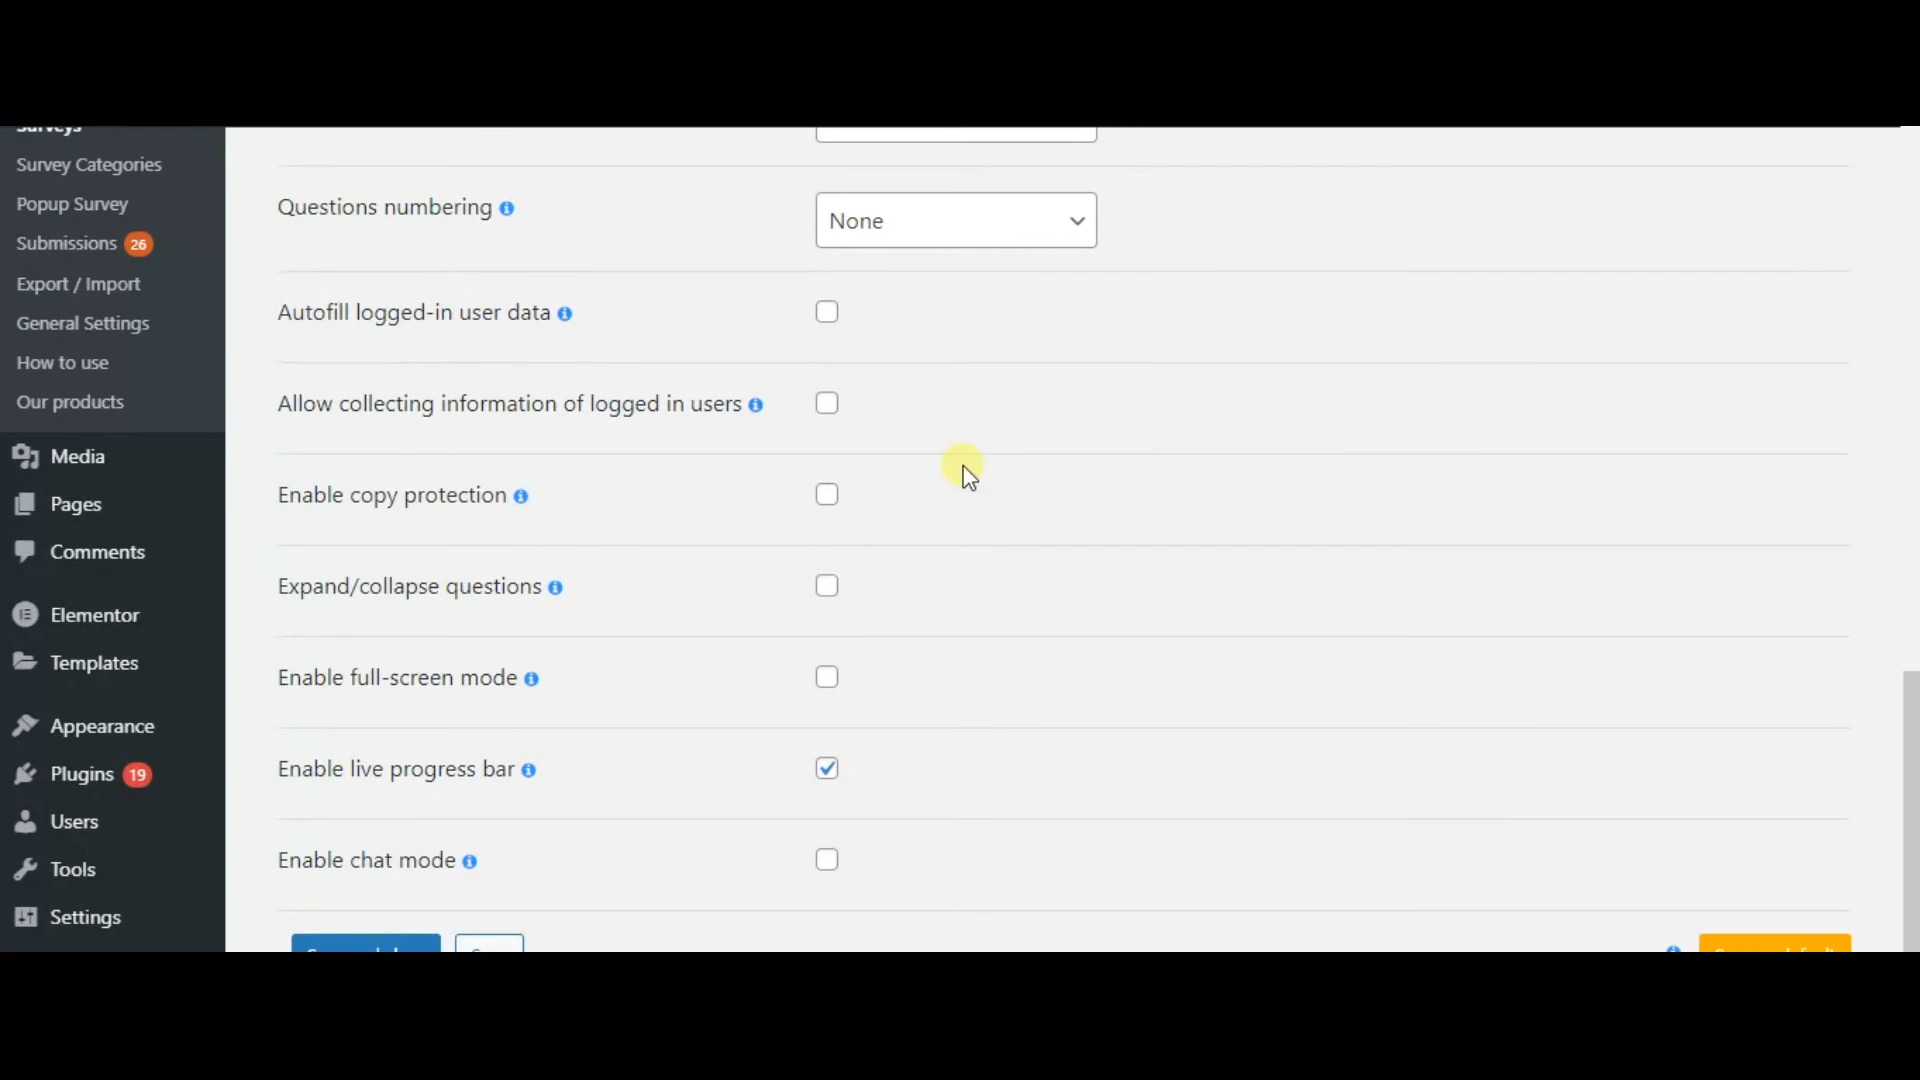 Surveys
Survey Categories
Popup Survey
Submissions 26
Export / Import
General Settings
How to use
Our products
Media
Pages
Comments
Elementor
Templates
Appearance
Plugins 19
Users
Tools
Settings
Questions numbering
None
Autofill logged-in user data
Allow collecting information of logged in users
Enable copy protection
Expand/collapse questions
Enable full-screen mode
Enable live progress bar
Enable chat mode